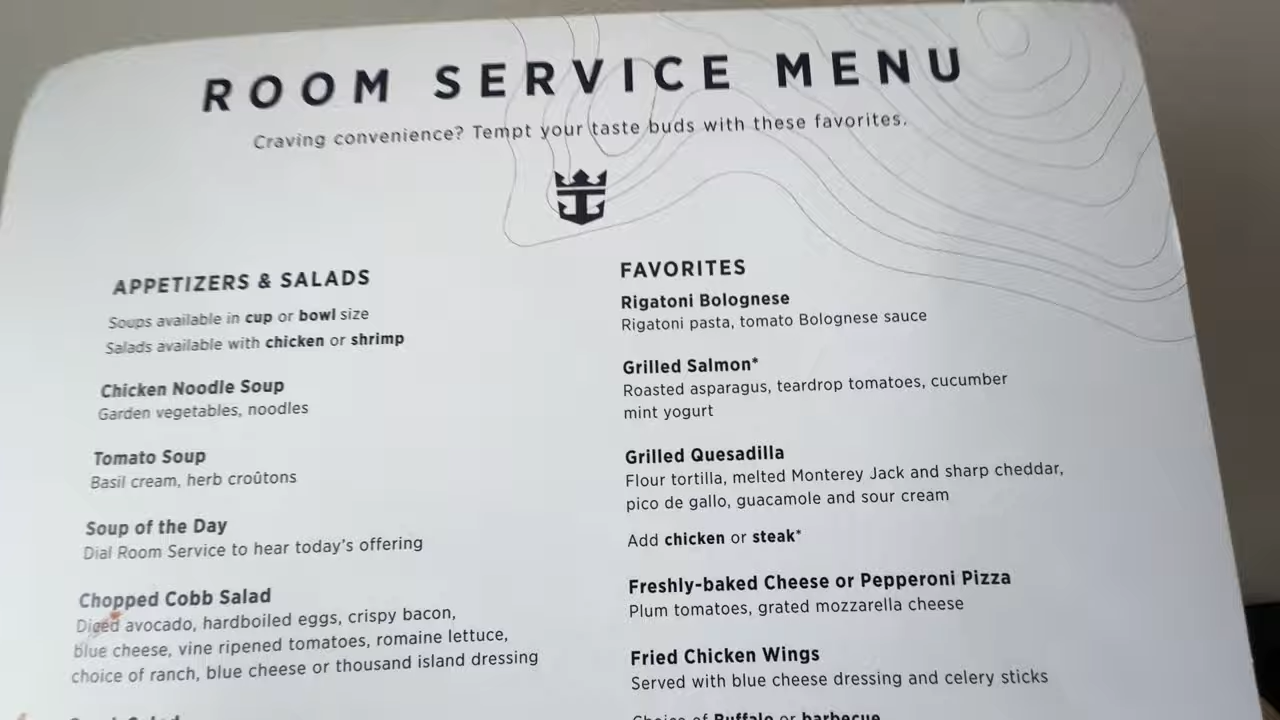 ROOM SERVICE MENU
Craving convenience? Tempt your taste buds with these favorites.
APPETIZERS & SALADS
Soups available in cup or bowl size
Salads available with chicken or shrimp
Chicken Noodle Soup
Garden vegetables, noodles
Tomato Soup
Basil cream, herb croûtons
Soup of the Day
Dial Room Service to hear today's offering
Chopped Cobb Salad
Diced avocado, hardboiled eggs, crispy bacon,
blue cheese, vine ripened tomatoes, romaine lettuce,
choice of ranch, blue cheese or thousand island dressing
FAVORITES
Rigatoni Bolognese
Rigatoni pasta, tomato Bolognese sauce
Grilled Salmon*
Roasted asparagus, teardrop tomatoes, cucumber
mint yogurt
Grilled Quesadilla
Flour tortilla, melted Monterey Jack and sharp cheddar,
pico de gallo, guacamole and sour cream
Add chicken or steak*
Freshly-baked Cheese or Pepperoni Pizza
Plum tomatoes, grated mozzarella cheese
Fried Chicken Wings
Served with blue cheese dressing and celery sticks
Choice of Buffalo or barbecue